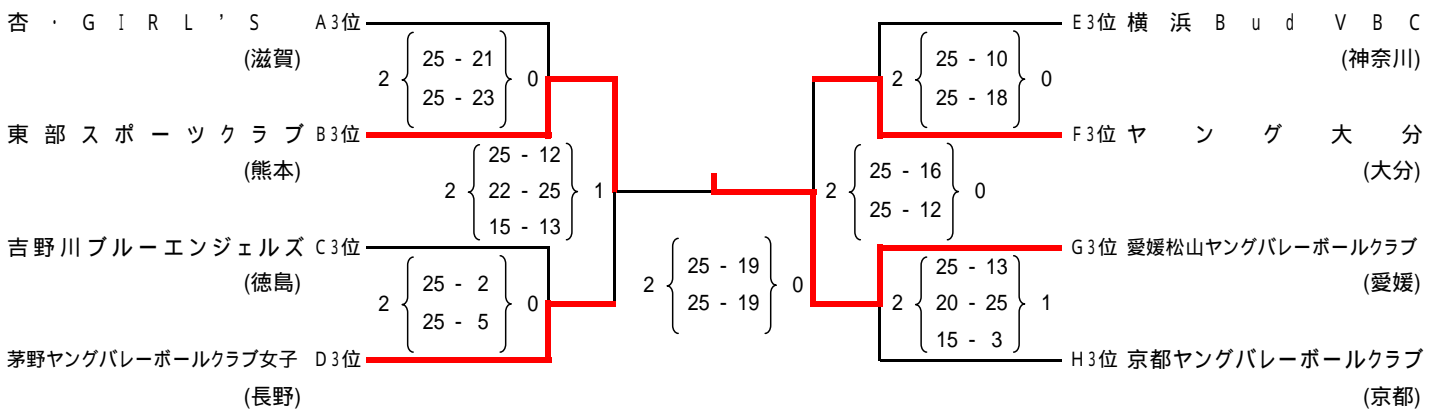 杏・GIRL'S A3位
(滋賀)
2 25 - 21 0
25 - 23
東部スポーツクラブ B3位
(熊本)
25 - 12
2 22 - 25 1
15 - 13
吉野川ブルーエンジェルズ C3位
(徳島)
2 25 - 2 0
25 - 5
茅野ヤングバレーボールクラブ女子 D3位
(長野)
2 25 - 19 0
25 - 19
E3位 横浜Bud VBC
(神奈川)
2 25 - 10 0
25 - 18
F3位 ヤング大分
(大分)
2 25 - 16 0
25 - 12
G3位 愛媛松山ヤングバレーボールクラブ
(愛媛)
25 - 13
2 20 - 25 1
15 - 3
H3位 京都ヤングバレーボールクラブ
(京都)